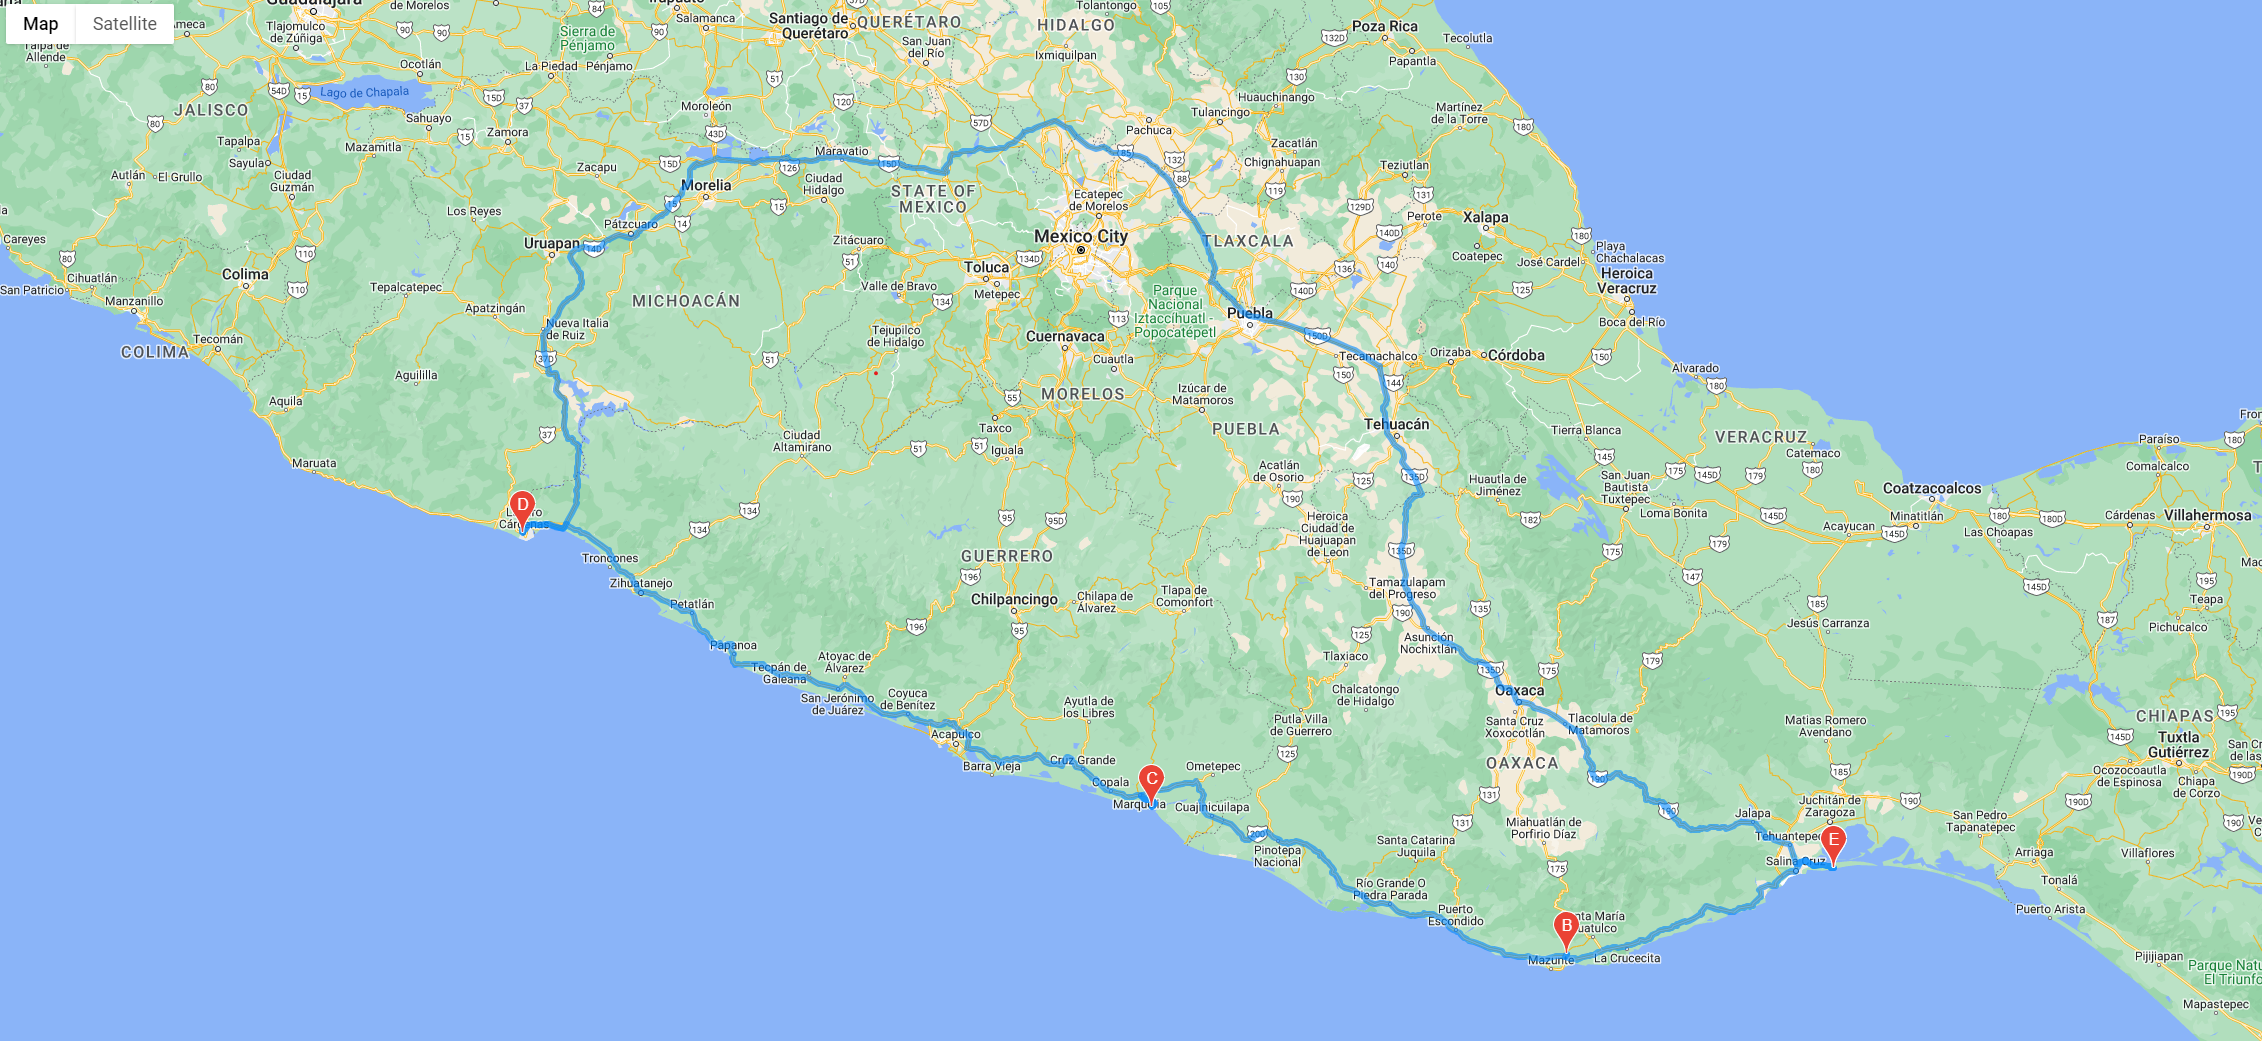 Map
Satellite
Guadalajara
Tlajomulco
de Zúñiga
Ameca
Talpa de
Allende
Ocotlán
Lago de Chapala
JALISCO
Sahuayo
Tapalpa
Sayula
Mazamitla
Autlán
El Grullo
Ciudad
Guzmán
Careyes
Cihuatlán
San Patricio
Manzanillo
Colima
Tecomán
COLIMA
Tepalcatepec
Aguililla
Aquila
Maruata
de Morelos
Sierra de
Pénjamo
La Piedad
Pénjamo
Irapuato
Salamanca
Moroleón
Zamora
Zacapu
Los Reyes
Morelia
Pátzcuaro
Uruapan
Apatzingán
Nueva Italia
de Ruiz
MICHOACÁN
Santiago de
Querétaro
QUERÉTARO
San Juan
del Río
Maravatio
Ciudad
Hidalgo
STATE OF
MEXICO
Zitácuaro
Valle de Bravo
Toluca
Metepec
Tejupilco
de Hidalgo
Ciudad
Altamirano
Tolantongo
HIDALGO
Ixmiquilpan
Pachuca
Tulancingo
Huauchinango
Ecatepec
de Morelos
Mexico City
TLAXCALA
Zacatlán
Chignahuapan
Parque
Nacional
Iztaccíhuatl -
Popocatépetl
Cuernavaca
Cuautla
MORELOS
Taxco
Iguala
Puebla
Izúcar de
Matamoros
PUEBLA
Acatlán
de Osorio
Poza Rica
Papantla
Tecolutla
Martínez
de la Torre
Teziutlan
Perote
Xalapa
Coatepec
José Cardel
Playa
Chachalacas
Heroica
Veracruz
Boca del Río
Alvarado
Tecamachalco
Orizaba
Córdoba
Tehuacán
Tierra Blanca
VERACRUZ
Catemaco
Huautla de
Jiménez
San Juan
Bautista
Tuxtepec
Loma Bonita
Coatzacoalcos
Minatitlán
Acayucan
Las Choapas
Paraíso
Comalcalco
Cárdenas
Villahermosa
Teapa
Pichucalco
Jesús Carranza
Heroica
Ciudad de
Huajuapan
de Leon
Tamazulapam
del Progreso
Asunción
Nochixtlán
Tlaxiaco
Chalcatongo
de Hidalgo
Oaxaca
Santa Cruz
Xoxocotlán
Tlacolula de
Matamoros
OAXACA
Matias Romero
Avendano
CHIAPAS
Tuxtla
Gutiérrez
Ocozocoautla
de Espinosa
Chiapa
de Corzo
D
Troncones
Zihuatanejo
Petatlán
Papanoa
Tecpán de
Galeana
Atoyac de
Álvarez
San Jerónimo
de Juárez
Coyuca
de Benítez
GUERRERO
Chilpancingo
Chilapa de
Álvarez
Tlapa de
Comonfort
Ayutla de
los Libres
Acapulco
Barra Vieja
Cruz Grande
Copala
C
Marquelia
Ometepec
Cuajinicuilapa
Putla Villa
de Guerrero
Pinotepa
Nacional
Santa Catarina
Juquila
Río Grande O
Piedra Parada
Puerto
Escondido
Miahuatlán de
Porfirio Díaz
B
Mazunte
La Crucecita
Jalapa
Juchitán de
Zaragoza
Tehuantepec
E
Salina Cruz
San Pedro
Tapanatepec
Arriaga
Villaflores
Tonalá
Puerto Arista
Pijijiapan
Mapastepec